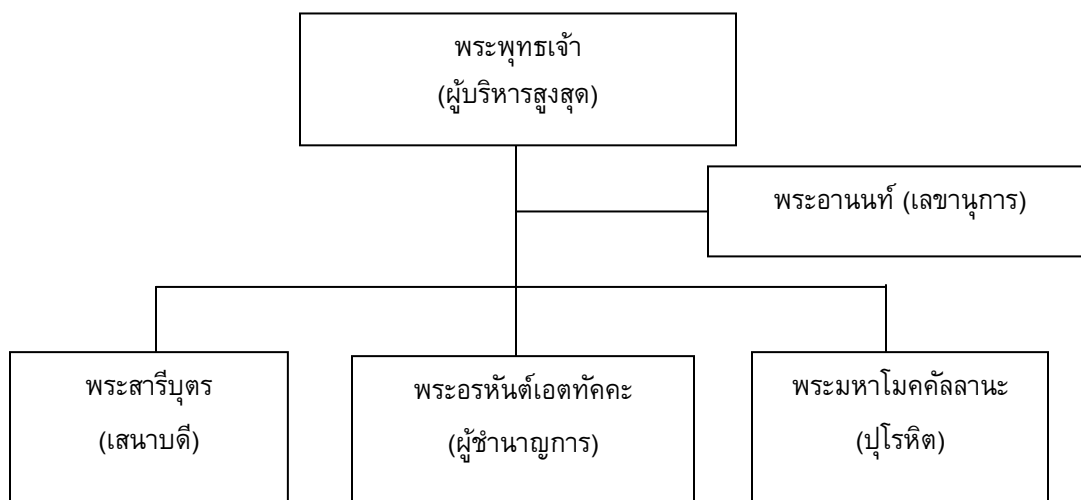 พระพุทธเจ้า
(ผู้บริหารสูงสุด)
พระอานนท์ (เลขานุการ)
พระสารีบุตร
(เสนาบดี)
พระอรหันต์เอตทัคคะ
(ผู้ชำนาญการ)
พระมหาโมคคัลลานะ
(ปุโรหิต)